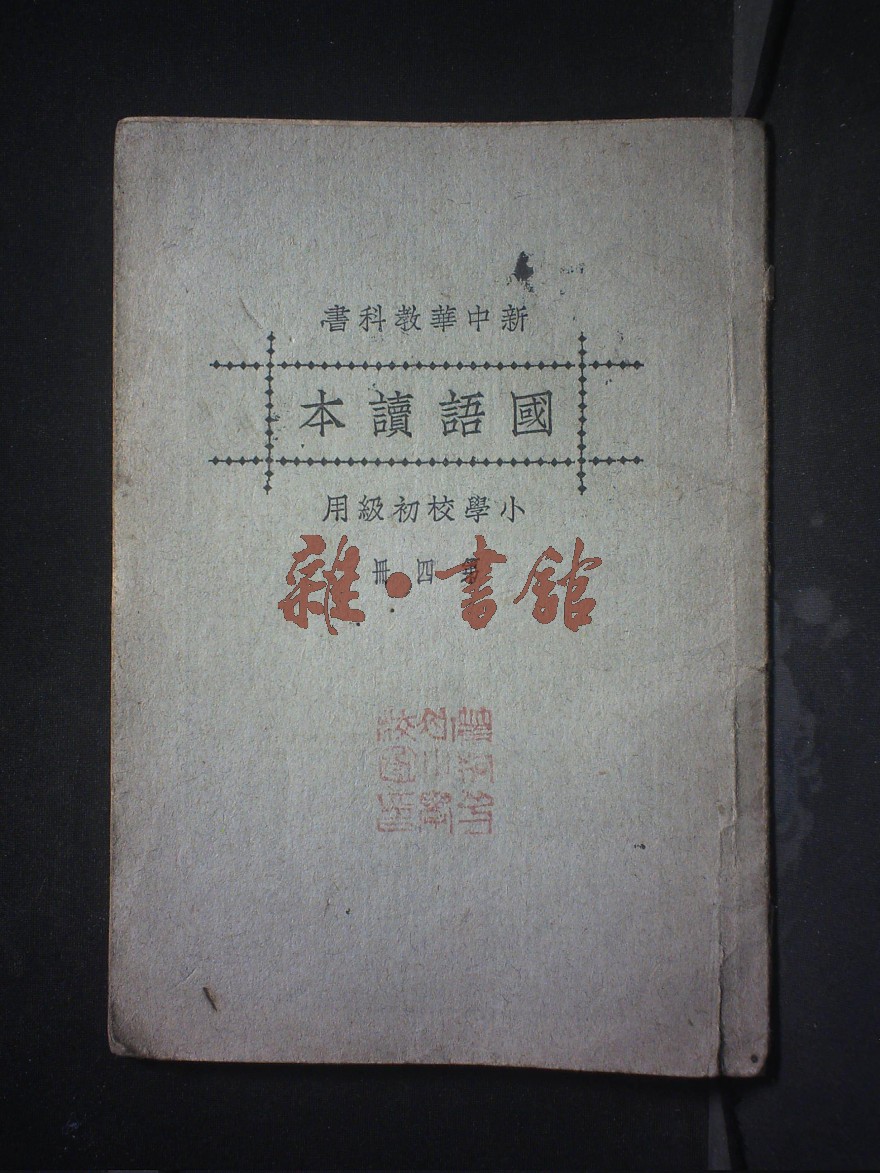 新中華教科書
國語讀本
小學校初級用
第四冊
雜·書館